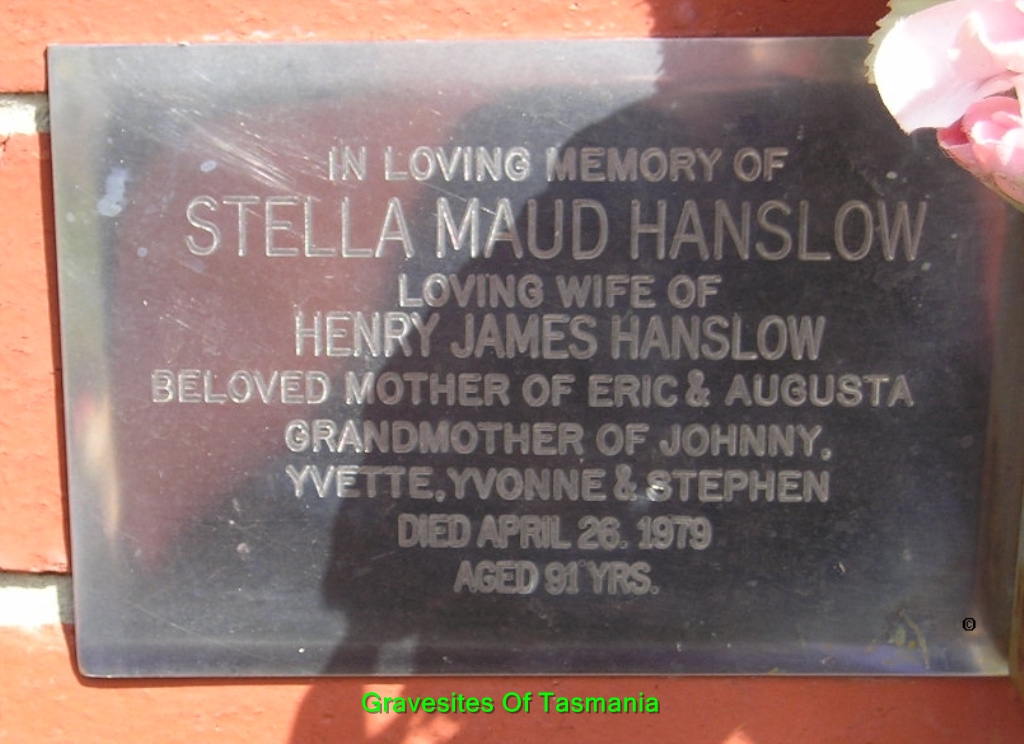 IN LOVING MEMORY OF
STELLA MAUD HANSLOW
LOVING WIFE OF
HENRY JAMES HANSLOW
BELOVED MOTHER OF ERIC & AUGUSTA
GRANDMOTHER OF JOHNNY,
YVETTE, YVONNE & STEPHEN
DIED APRIL 26. 1979
AGED 91 YRS.
©
Gravesites Of Tasmania